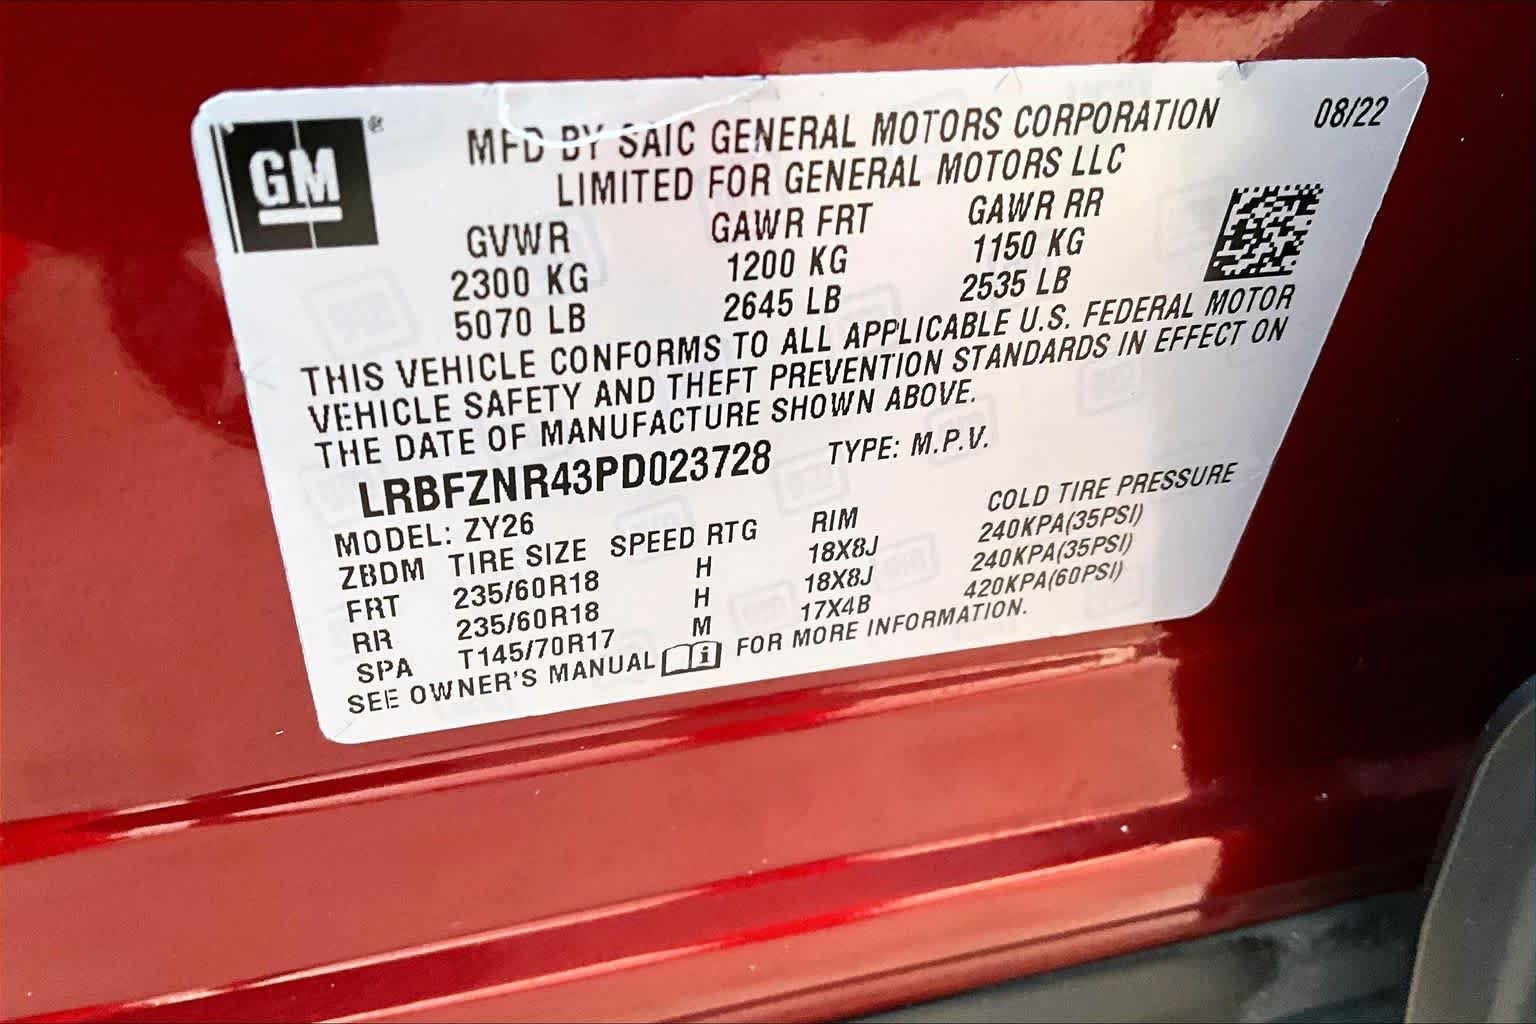 GM®
MFD BY SAIC GENERAL MOTORS CORPORATION
LIMITED FOR GENERAL MOTORS LLC
08/22
GVWR GAWR FRT GAWR RR
2300 KG 1200 KG 1150 KG
5070 LB 2645 LB 2535 LB
THIS VEHICLE CONFORMS TO ALL APPLICABLE U.S. FEDERAL MOTOR
VEHICLE SAFETY AND THEFT PREVENTION STANDARDS IN EFFECT ON
THE DATE OF MANUFACTURE SHOWN ABOVE.
LRBFZNR43PD023728 TYPE: M.P.V.
MODEL: ZY26
ZBDM TIRE SIZE SPEED RTG RIM COLD TIRE PRESSURE
FRT 235/60R18 H 18X8J 240KPA(35PSI)
RR 235/60R18 H 18X8J 240KPA(35PSI)
SPA T145/70R17 M 17X4B 420KPA(60PSI)
SEE OWNER'S MANUAL i FOR MORE INFORMATION.